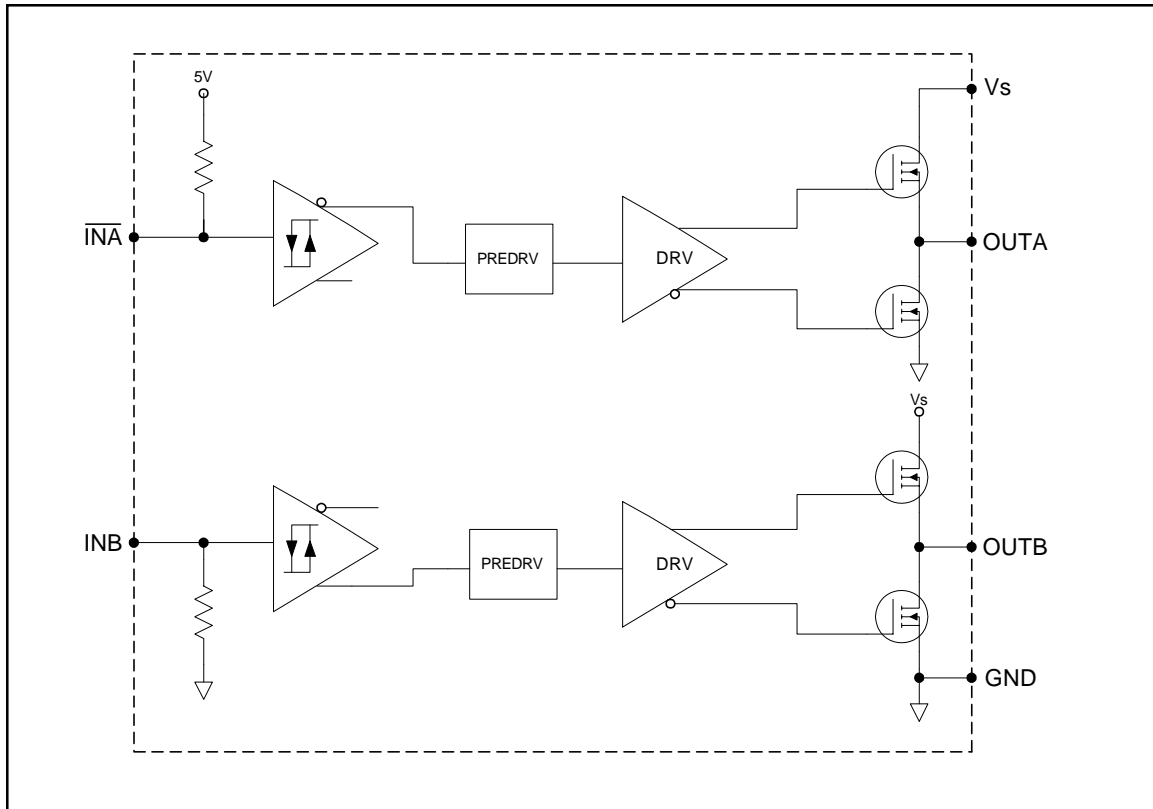 5V
Vs
INA
PREDRV
DRV
OUTA
Vs
INB
PREDRV
DRV
OUTB
GND